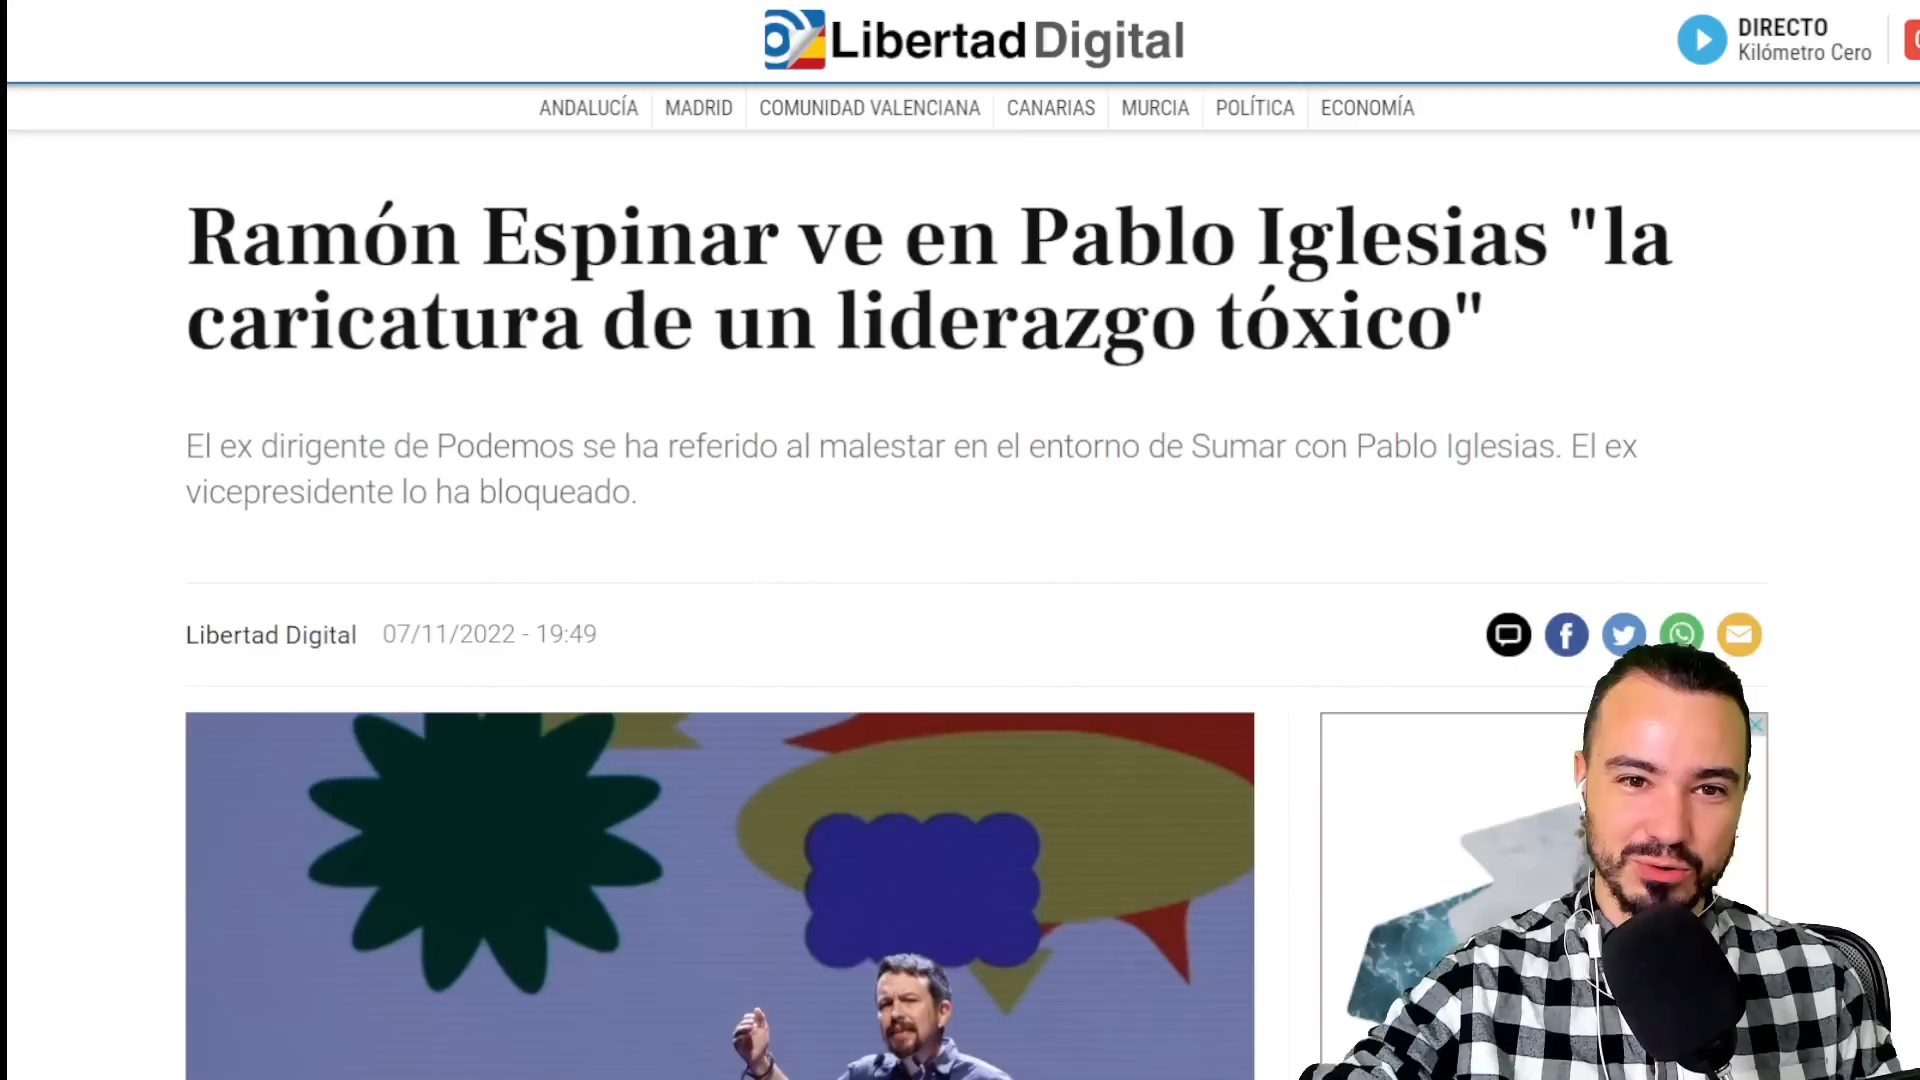 Libertad Digital
DIRECTO
Kilómetro Cero
ANDALUCÍA MADRID COMUNIDAD VALENCIANA CANARIAS MURCIA POLÍTICA ECONOMÍA
Ramón Espinar ve en Pablo Iglesias "la
caricatura de un liderazgo tóxico"
El ex dirigente de Podemos se ha referido al malestar en el entorno de Sumar con Pablo Iglesias. El ex
vicepresidente lo ha bloqueado.
Libertad Digital 07/11/2022 - 19:49